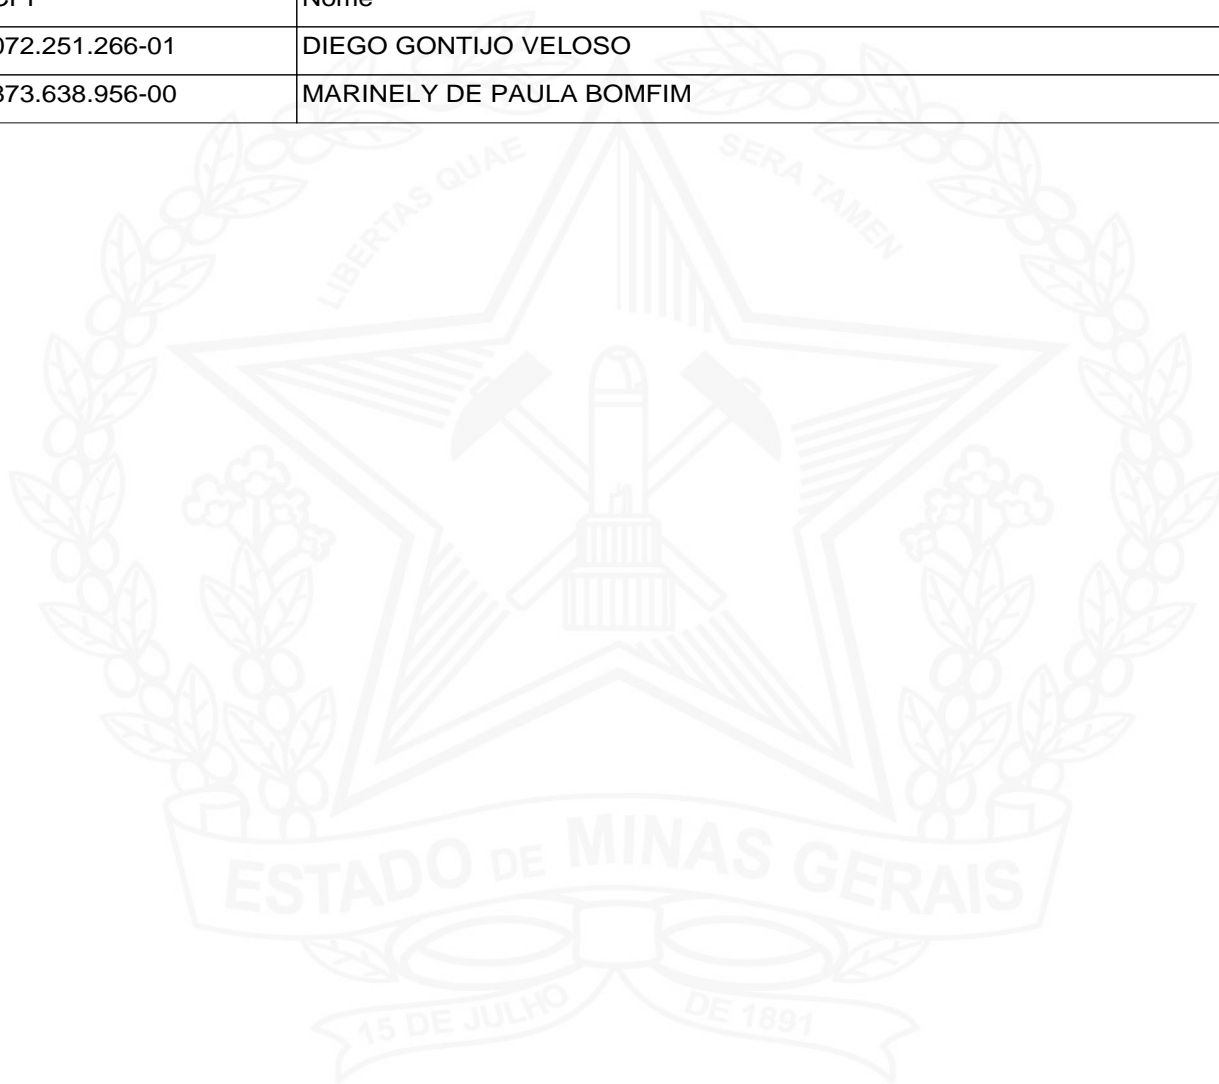 Nome
072.251.266-01 DIEGO GONTIJO VELOSO
873.638.956-00 MARINELY DE PAULA BOMFIM
LIBERTAS QUAE SERA TAMEN
ESTADO DE MINAS GERAIS
15 DE JULHO DE 1891